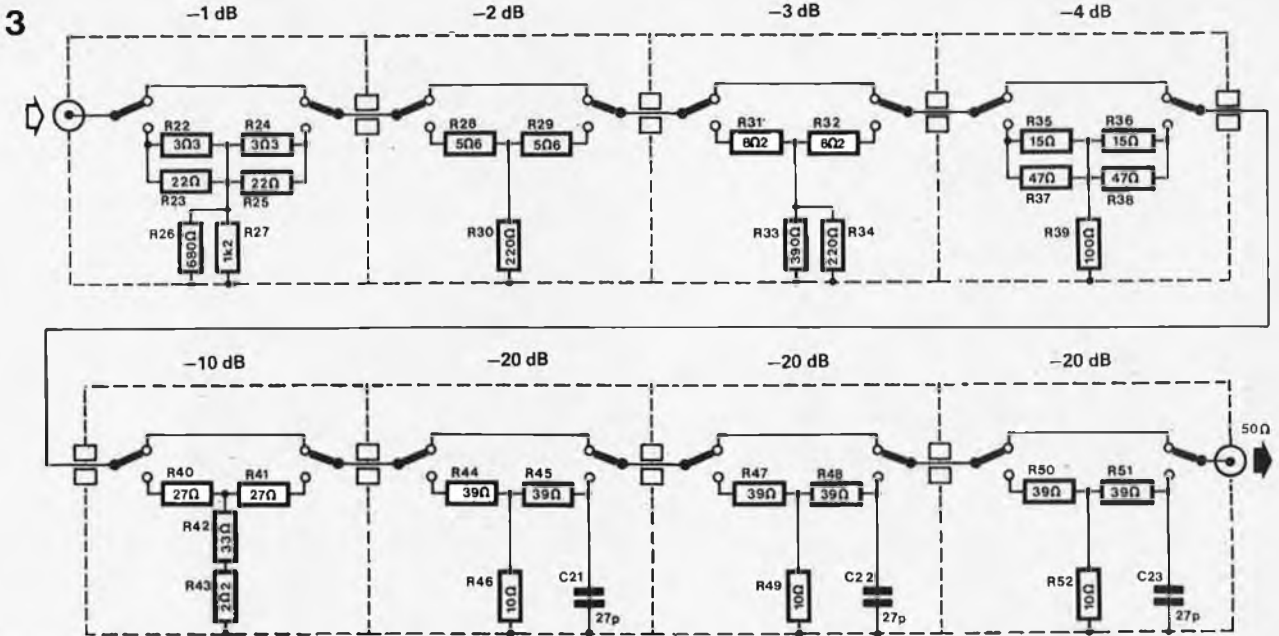 3
−1 dB
−2 dB
−3 dB
−4 dB
R22
3Ω3
R24
3Ω3
22Ω
22Ω
R23
R25
R26
680Ω
R27
1k2
R28
5Ω6
R29
5Ω6
R30
220Ω
R31
8Ω2
R32
8Ω2
R33
390Ω
R34
220Ω
R35
15Ω
R36
15Ω
47Ω
47Ω
R37
R38
R39
100Ω
−10 dB
−20 dB
−20 dB
−20 dB
R40
27Ω
R41
27Ω
R42
33Ω
R43
2Ω2
R44
39Ω
R45
39Ω
R46
10Ω
C21
27p
R47
39Ω
R48
39Ω
R49
10Ω
C22
27p
R50
39Ω
R51
39Ω
R52
10Ω
C23
27p
50Ω